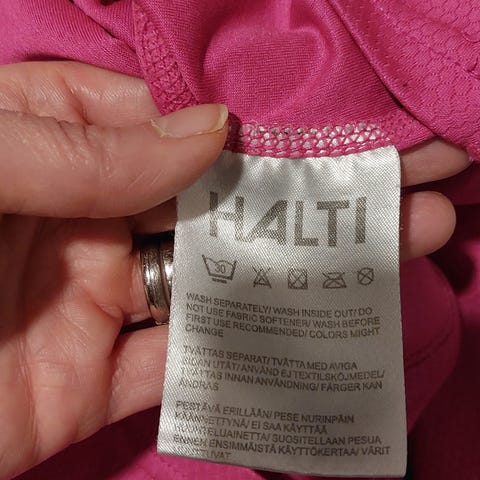 HALTI
30
WASH SEPARATELY/ WASH INSIDE OUT/ DO
NOT USE FABRIC SOFTENER/ WASH BEFORE
FIRST USE RECOMMENDED/ COLORS MIGHT
CHANGE
TVÄTTAS SEPARAT/ TVÄTTA MED AVIGA
SIDAN UTÅT/ ANVÄND EJ TEXTILSKÖJMEDEL/
TVÄTTAS INNAN ANVÄNDNING/ FÄRGER KAN
ÄNDRAS
PESTÄVÄ ERILLÄÄN/ PESE NURINPÄIN
KÄÄNNETTYNÄ/ EI SAA KÄYTTÄÄ
HUUHTELUAINETTA/ SUOSITELLAAN PESUA
ENNEN ENSIMMÄISTÄ KÄYTTÖKERTAA/ VÄRIT